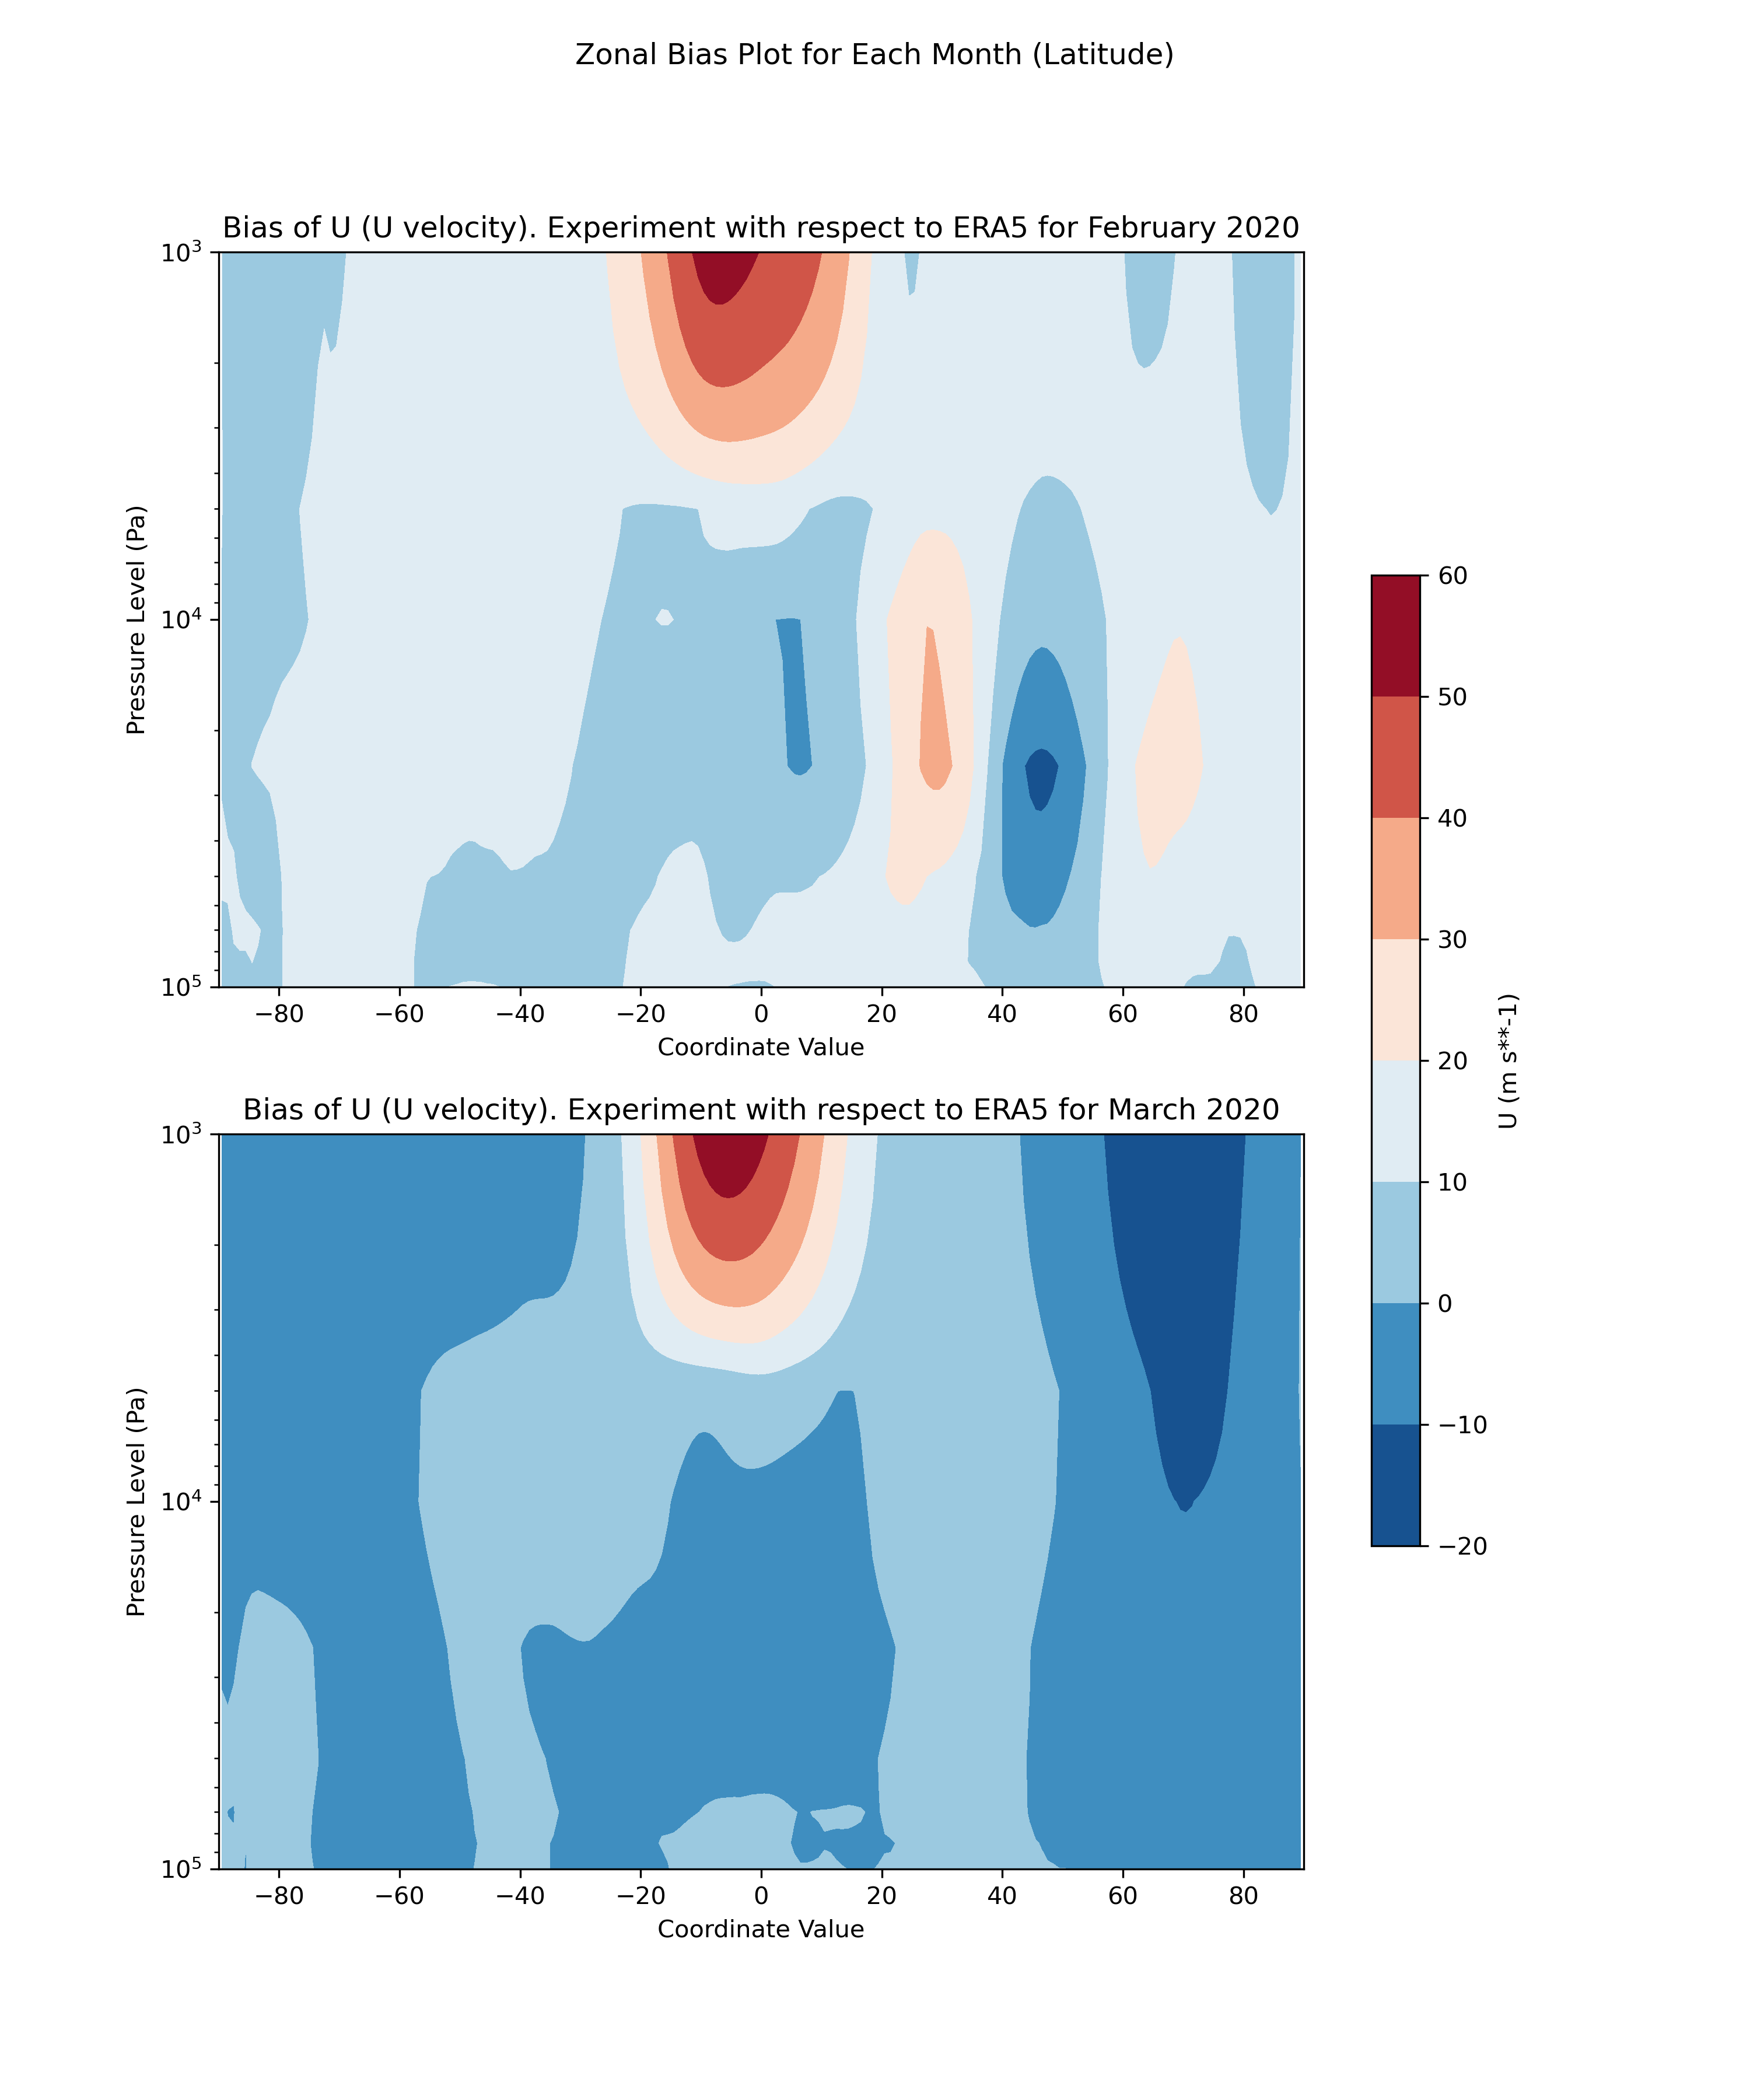 Zonal Bias Plot for Each Month (Latitude)
Bias of U (U velocity). Experiment with respect to ERA5 for February 2020
10³
10⁴
10⁵
Pressure Level (Pa)
−80 −60 −40 −20 0 20 40 60 80
Coordinate Value
Bias of U (U velocity). Experiment with respect to ERA5 for March 2020
10³
10⁴
10⁵
Pressure Level (Pa)
−80 −60 −40 −20 0 20 40 60 80
Coordinate Value
60
50
40
30
20
10
0
−10
−20
U (m s**-1)